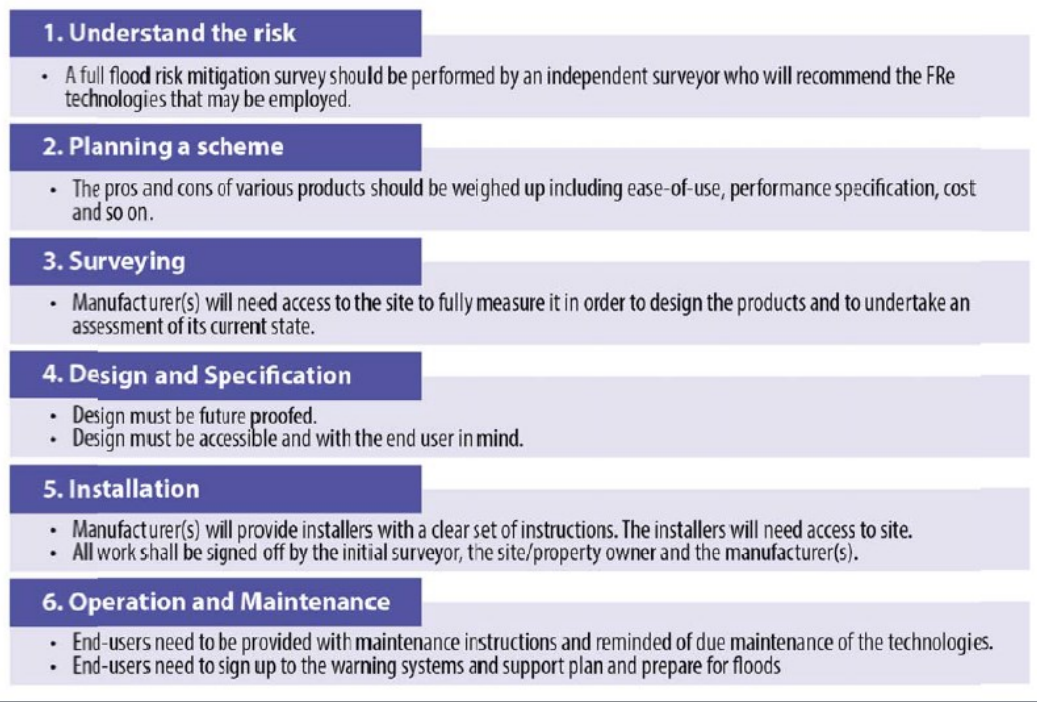 1. Understand the risk
• A full flood risk mitigation survey should be performed by an independent surveyor who will recommend the FRe
technologies that may be employed.
2. Planning a scheme
• The pros and cons of various products should be weighed up including ease-of-use, performance specification, cost
and so on.
3. Surveying
• Manufacturer(s) will need access to the site to fully measure it in order to design the products and to undertake an
assessment of its current state.
4. Design and Specification
• Design must be future proofed.
• Design must be accessible and with the end user in mind.
5. Installation
• Manufacturer(s) will provide installers with a clear set of instructions. The installers will need access to site.
• All work shall be signed off by the initial surveyor, the site/property owner and the manufacturer(s).
6. Operation and Maintenance
• End-users need to be provided with maintenance instructions and reminded of due maintenance of the technologies.
• End-users need to sign up to the warning systems and support plan and prepare for floods